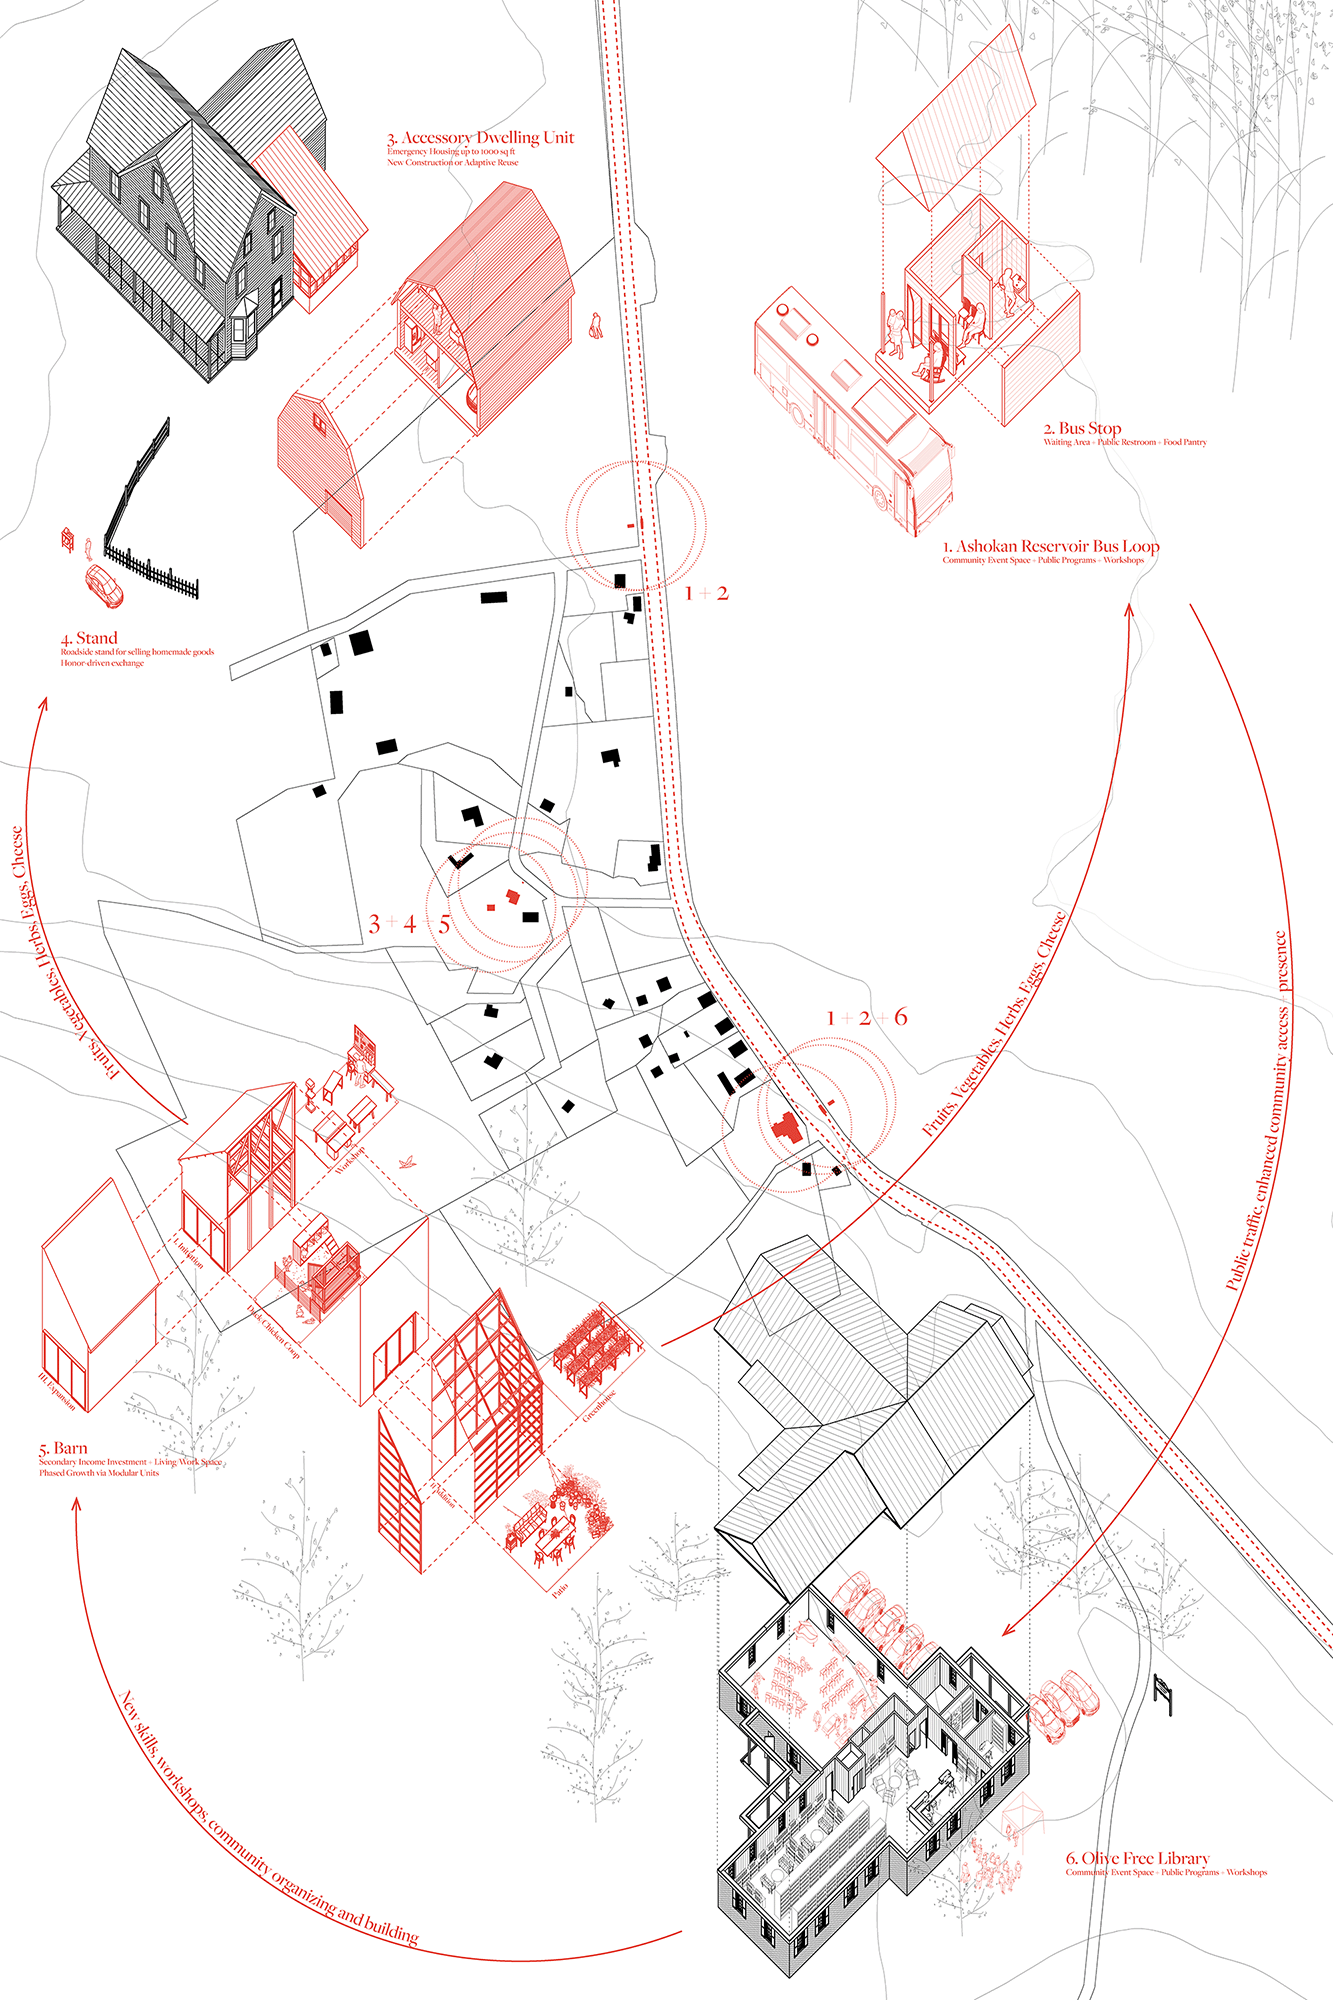 3. Accessory Dwelling Unit
Emergency Housing up to 1000 sq ft
New Construction or Adaptive Reuse
2. Bus Stop
Waiting Area + Public Restroom + Food Pantry
1. Ashokan Reservoir Bus Loop
Community Event Space + Public Programs + Workshops
1 + 2
4. Stand
Roadside stand for selling homemade goods
Honor-driven exchange
Fruits, Vegetables, Herbs, Eggs, Cheese
3 + 4 + 5
1 + 2 + 6
Fruits, Vegetables, Herbs, Eggs, Cheese
Public traffic, enhanced community access + presence
Workshop
I. Initiation
Duck Chicken Coop
III. Expansion
Greenhouse
5. Barn
Secondary Income Investment + Living/Work Space
Phased Growth via Modular Units
Patio
New skills, workshops, community organizing and building
6. Olive Free Library
Community Event Space + Public Programs + Workshops